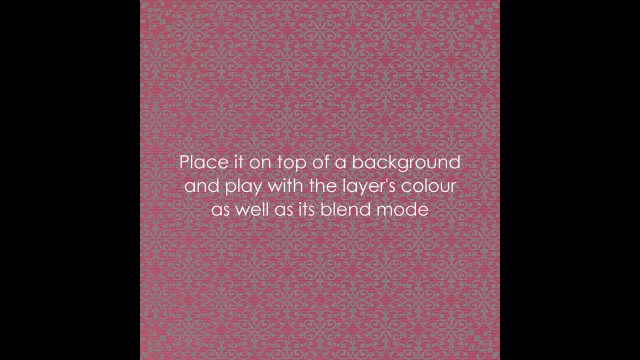 Place it on top of a background
and play with the layer's colour
as well as its blend mode